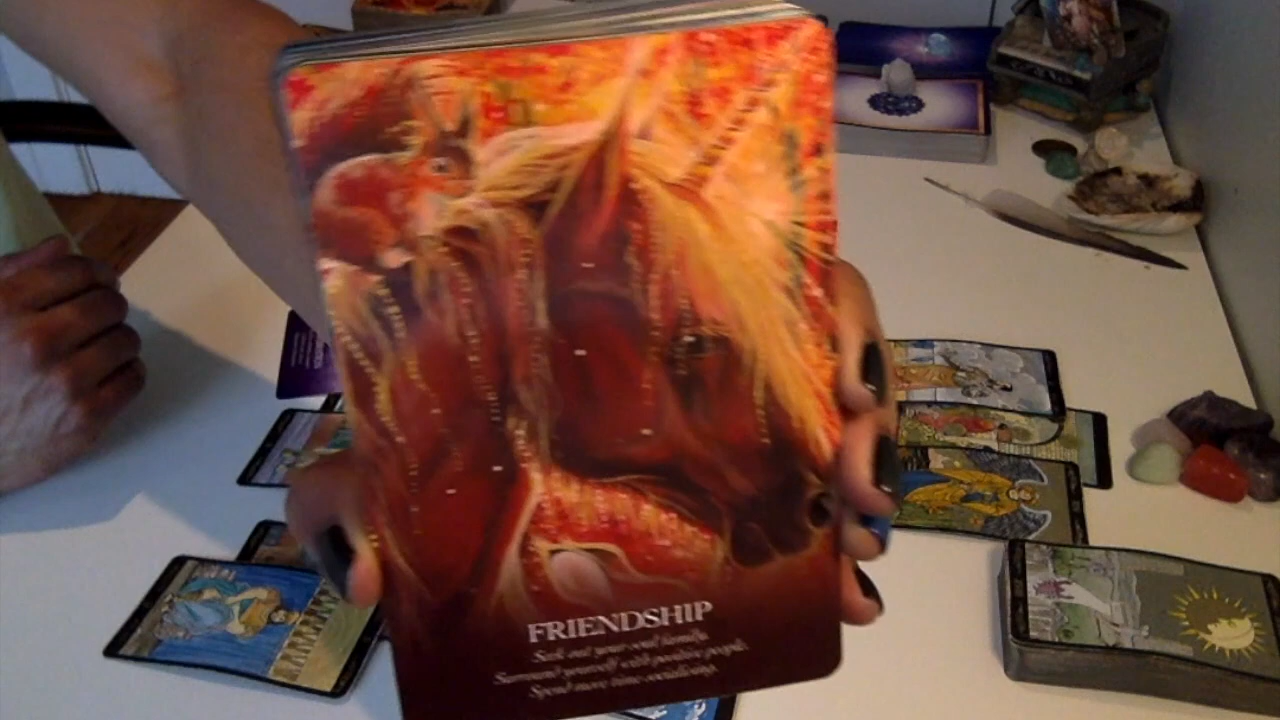 FRIENDSHIP
Seek out your soul family.
Surround yourself with positive people.
Spend more time socializing.